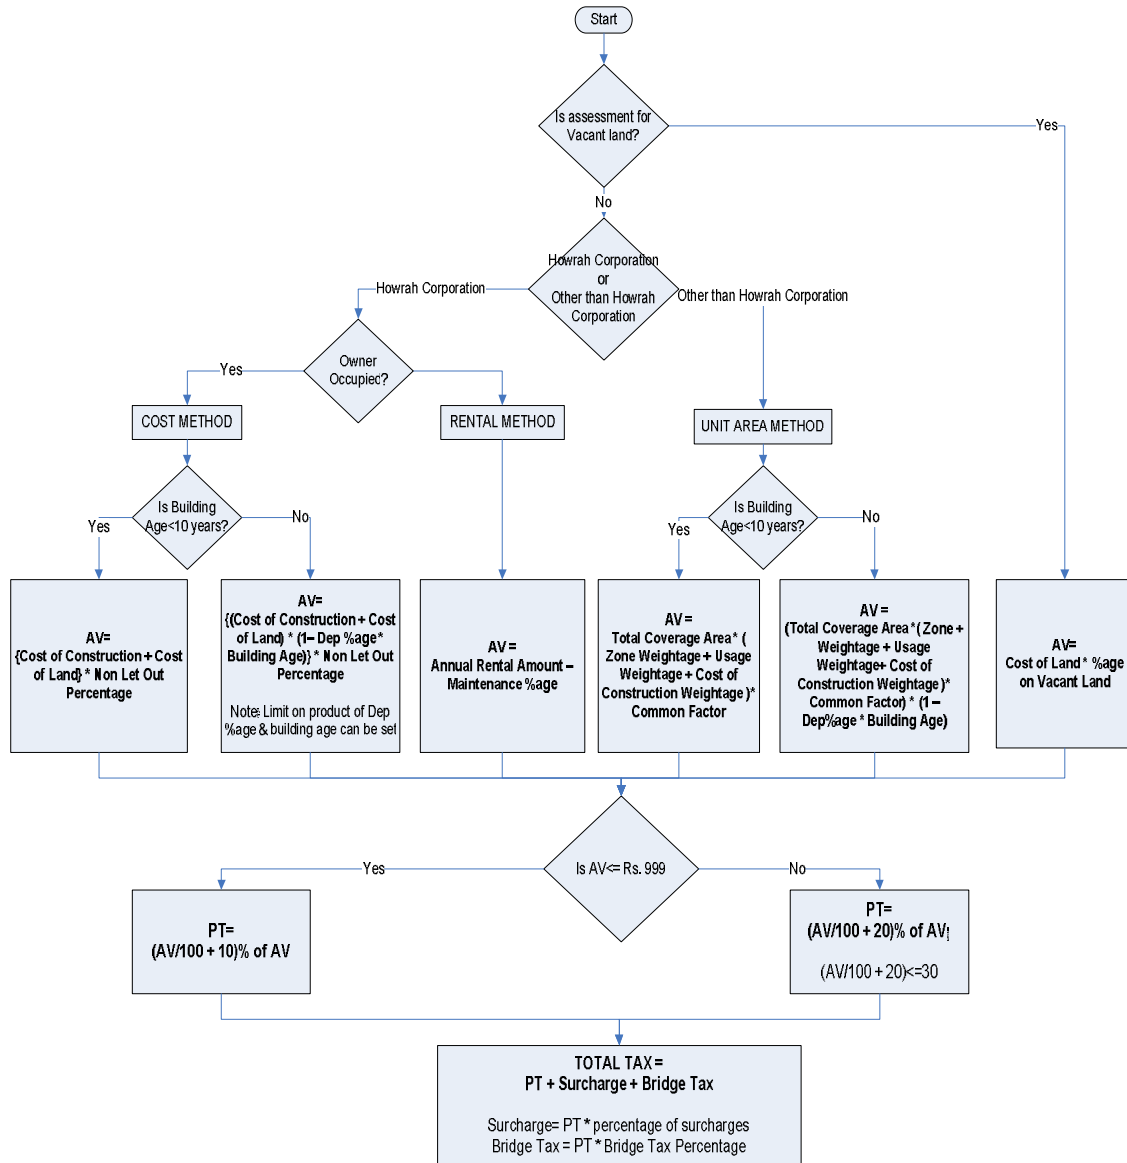 Start
Is assessment for
Vacant land?
Yes
No
Howrah Corporation
or
Other than Howrah
Corporation
Howrah Corporation
Other than Howrah Corporation
Owner
Occupied?
Yes
COST METHOD
RENTAL METHOD
UNIT AREA METHOD
Is Building
Age<10 years?
Yes
No
Is Building
Age<10 years?
Yes
No
AV=
{Cost of Construction + Cost
of Land} * Non Let Out
Percentage
AV=
{(Cost of Construction + Cost
of Land) * (1– Dep %age *
Building Age)} * Non Let Out
Percentage
Note: Limit on product of Dep
%age & building age can be set
AV =
Annual Rental Amount –
Maintenance %age
AV =
Total Coverage Area * (
Zone Weightage + Usage
Weightage + Cost of
Construction Weightage )*
Common Factor
AV =
(Total Coverage Area * ( Zone +
Weightage + Usage
Weightage+ Cost of
Construction Weightage )*
Common Factor) * (1 –
Dep%age * Building Age)
AV=
Cost of Land * %age
on Vacant Land
Is AV<= Rs. 999
Yes
No
PT=
(AV/100 + 10)% of AV
PT=
(AV/100 + 20)% of AV
(AV/100 + 20)<=30
TOTAL TAX =
PT + Surcharge + Bridge Tax
Surcharge= PT * percentage of surcharges
Bridge Tax = PT * Bridge Tax Percentage